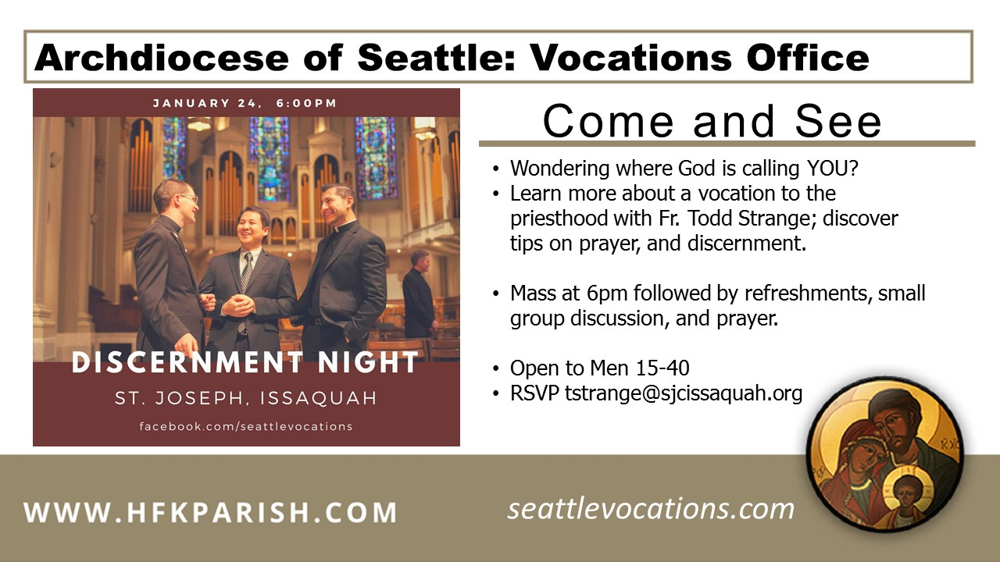 Archdiocese of Seattle: Vocations Office
JANUARY 24, 6:00PM
DISCERNMENT NIGHT
ST. JOSEPH, ISSAQUAH
facebook.com/seattlevocations
Come and See
• Wondering where God is calling YOU?
• Learn more about a vocation to the
priesthood with Fr. Todd Strange; discover
tips on prayer, and discernment.
• Mass at 6pm followed by refreshments, small
group discussion, and prayer.
• Open to Men 15-40
• RSVP tstrange@sjcissaquah.org
WWW.HFKPARISH.COM
seattlevocations.com